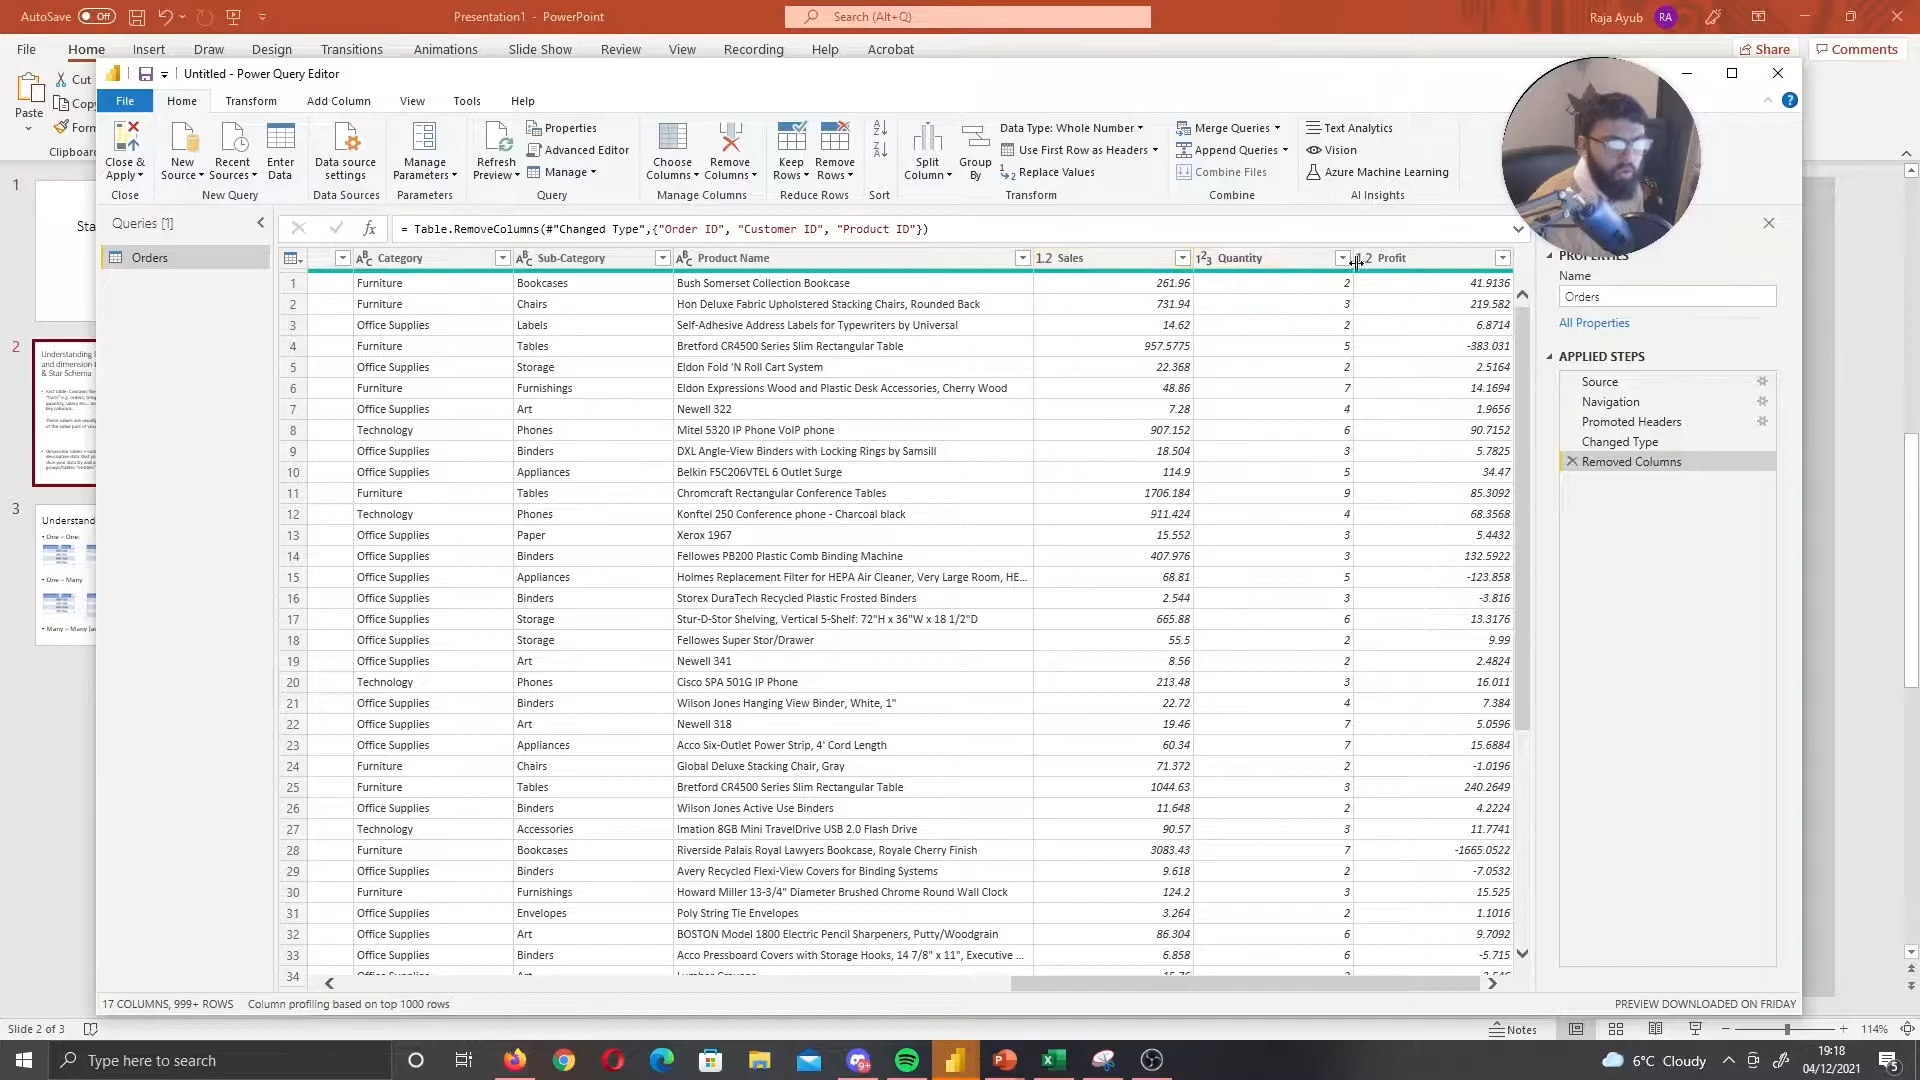 AutoSave Off Presentation1 - PowerPoint Search (Alt+Q) Raja Ayub RA
File Home Insert Draw Design Transitions Animations Slide Show Review View Recording Help Acrobat Share Comments
Paste Cut
Copy
Form
Clipboard
Untitled - Power Query Editor
File Home Transform Add Column View Tools Help
Close & Apply Close
New Source Recent Sources Enter Data New Query
Data source settings Data Sources
Manage Parameters Parameters
Refresh Preview Properties Advanced Editor Manage Query
Choose Columns Remove Columns Manage Columns
Keep Rows Remove Rows Reduce Rows
Sort
Split Column Group By Data Type: Whole Number Use First Row as Headers Replace Values Transform
Merge Queries Append Queries Combine Files Combine
Text Analytics Vision Azure Machine Learning AI Insights
Queries [1]
Orders
= Table.RemoveColumns(#"Changed Type",{"Order ID", "Customer ID", "Product ID"})
Category Sub-Category Product Name 1.2 Sales 123 Quantity 1.2 Profit
1 Furniture Bookcases Bush Somerset Collection Bookcase 261.96 2 41.9136
2 Furniture Chairs Hon Deluxe Fabric Upholstered Stacking Chairs, Rounded Back 731.94 3 219.582
3 Office Supplies Labels Self-Adhesive Address Labels for Typewriters by Universal 14.62 2 6.8714
4 Furniture Tables Bretford CR4500 Series Slim Rectangular Table 957.5775 5 -383.031
5 Office Supplies Storage Eldon Fold 'N Roll Cart System 22.368 2 2.5164
6 Furniture Furnishings Eldon Expressions Wood and Plastic Desk Accessories, Cherry Wood 48.86 7 14.1694
7 Office Supplies Art Newell 322 7.28 4 1.9656
8 Technology Phones Mitel 5320 IP Phone VoIP phone 907.152 6 90.7152
9 Office Supplies Binders DXL Angle-View Binders with Locking Rings by Samsill 18.504 3 5.7825
10 Office Supplies Appliances Belkin F5C206VTEL 6 Outlet Surge 114.9 5 34.47
11 Furniture Tables Chromcraft Rectangular Conference Tables 1706.184 9 85.3092
12 Technology Phones Konftel 250 Conference phone - Charcoal black 911.424 4 68.3568
13 Office Supplies Paper Xerox 1967 15.552 3 5.4432
14 Office Supplies Binders Fellowes PB200 Plastic Comb Binding Machine 407.976 3 132.5922
15 Office Supplies Appliances Holmes Replacement Filter for HEPA Air Cleaner, Very Large Room, HE... 68.81 5 -123.858
16 Office Supplies Binders Storex DuraTech Recycled Plastic Frosted Binders 2.544 3 -3.816
17 Office Supplies Storage Stur-D-Stor Shelving, Vertical 5-Shelf: 72"H x 36"W x 18 1/2"D 665.88 6 13.3176
18 Office Supplies Storage Fellowes Super Stor/Drawer 55.5 2 9.99
19 Office Supplies Art Newell 341 8.56 2 2.4824
20 Technology Phones Cisco SPA 501G IP Phone 213.48 3 16.011
21 Office Supplies Binders Wilson Jones Hanging View Binder, White, 1" 22.72 4 7.384
22 Office Supplies Art Newell 318 19.46 7 5.0596
23 Office Supplies Appliances Acco Six-Outlet Power Strip, 4' Cord Length 60.34 7 15.6884
24 Furniture Chairs Global Deluxe Stacking Chair, Gray 71.372 2 -1.0196
25 Furniture Tables Bretford CR4500 Series Slim Rectangular Table 1044.63 3 240.2649
26 Office Supplies Binders Wilson Jones Active Use Binders 11.648 2 4.2224
27 Technology Accessories Imation 8GB Mini TravelDrive USB 2.0 Flash Drive 90.57 3 11.7741
28 Furniture Bookcases Riverside Palais Royal Lawyers Bookcase, Royale Cherry Finish 3083.43 7 -1665.0522
29 Office Supplies Binders Avery Recycled Flexi-View Covers for Binding Systems 9.618 2 -7.0532
30 Furniture Furnishings Howard Miller 13-3/4" Diameter Brushed Chrome Round Wall Clock 124.2 3 15.525
31 Office Supplies Envelopes Poly String Tie Envelopes 3.264 2 1.1016
32 Office Supplies Art BOSTON Model 1800 Electric Pencil Sharpeners, Putty/Woodgrain 86.304 6 9.7092
33 Office Supplies Binders Acco Pressboard Covers with Storage Hooks, 14 7/8" x 11", Executive ... 6.858 6 -5.715
34
PROPERTIES
Name
Orders
All Properties
APPLIED STEPS
Source
Navigation
Promoted Headers
Changed Type
Removed Columns
1
Sta
2
Understanding
and dimension
& Star Schema
3
Understand
• One – One:
• One – Many
• Many – Many
17 COLUMNS, 999+ ROWS Column profiling based on top 1000 rows PREVIEW DOWNLOADED ON FRIDAY
Slide 2 of 3 Notes 114%
Type here to search 9+ 6°C Cloudy 19:18
04/12/2021 5